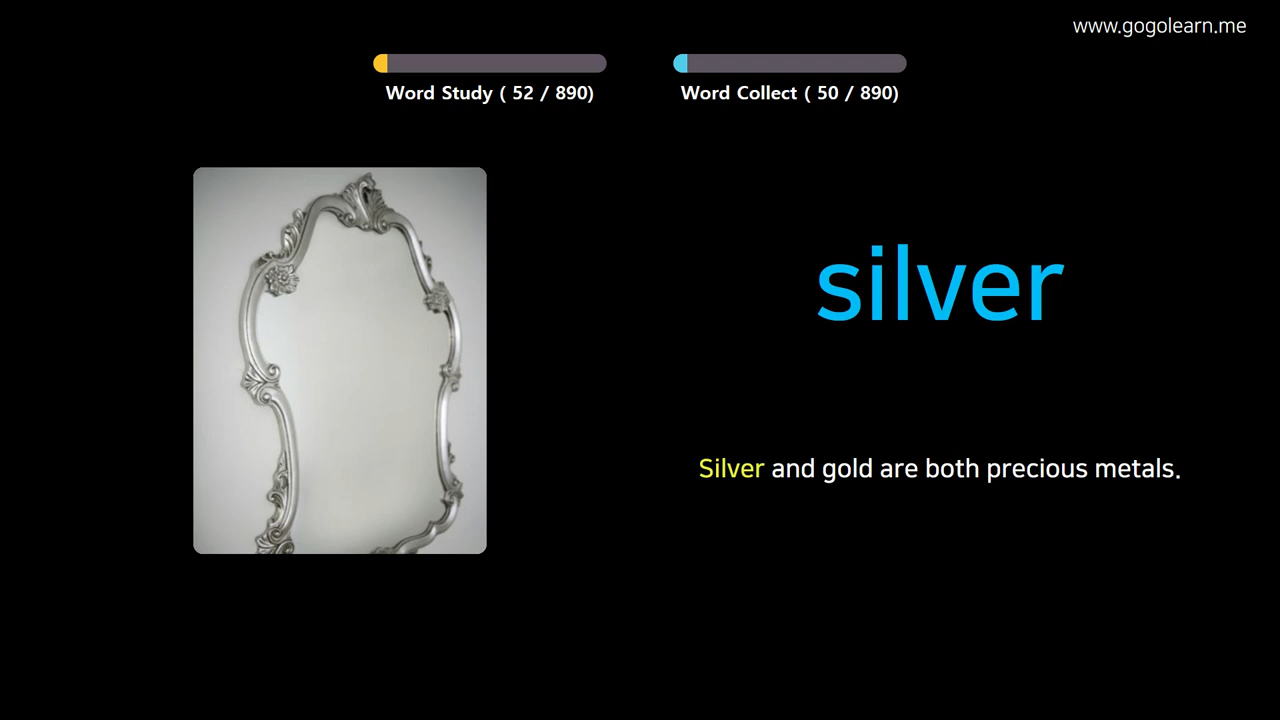 www.gogolearn.me
Word Study ( 52 / 890)
Word Collect ( 50 / 890)
silver
Silver and gold are both precious metals.